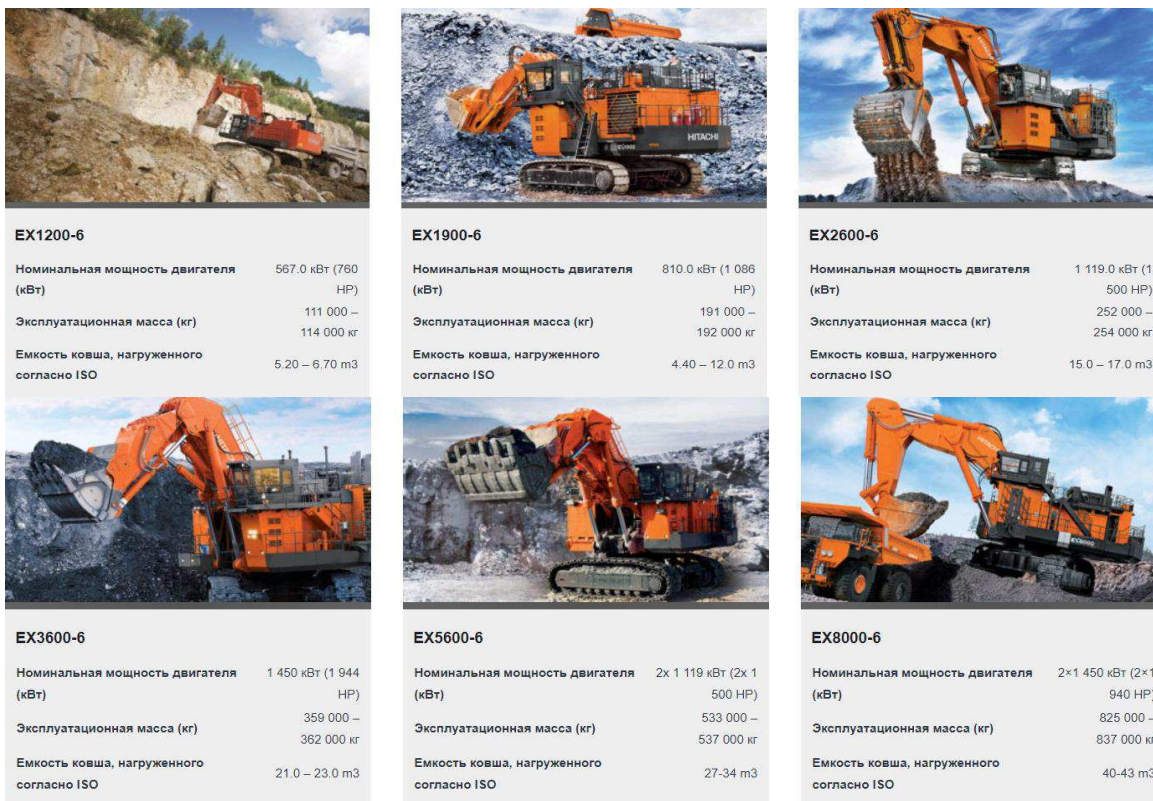 HITACHI
EX1200-6
Номинальная мощность двигателя 567.0 кВт (760
(кВт) HP)
Эксплуатационная масса (кг) 111 000 –
114 000 кг
Емкость ковша, нагруженного
согласно ISO 5.20 – 6.70 m3
EX1900-6
Номинальная мощность двигателя 810.0 кВт (1 086
(кВт) HP)
Эксплуатационная масса (кг) 191 000 –
192 000 кг
Емкость ковша, нагруженного
согласно ISO 4.40 – 12.0 m3
EX2600-6
Номинальная мощность двигателя 1 119.0 кВт (1
(кВт) 500 HP)
Эксплуатационная масса (кг) 252 000 –
254 000 кг
Емкость ковша, нагруженного
согласно ISO 15.0 – 17.0 m3
HITACHI
EX3600-6
Номинальная мощность двигателя 1 450 кВт (1 944
(кВт) HP)
Эксплуатационная масса (кг) 359 000 –
362 000 кг
Емкость ковша, нагруженного
согласно ISO 21.0 – 23.0 m3
EX5600-6
Номинальная мощность двигателя 2x 1 119 кВт (2x 1
(кВт) 500 HP)
Эксплуатационная масса (кг) 533 000 –
537 000 кг
Емкость ковша, нагруженного
согласно ISO 27-34 m3
EX8000-6
Номинальная мощность двигателя 2×1 450 кВт (2×1
(кВт) 940 HP)
Эксплуатационная масса (кг) 825 000 –
837 000 кг
Емкость ковша, нагруженного
согласно ISO 40-43 m3